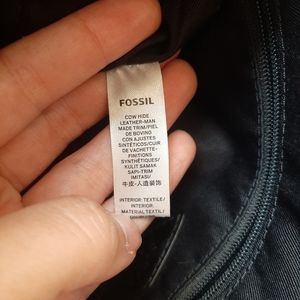 FOSSIL
COW HIDE
LEATHER-MAN
MADE TRIM/PIEL
DE BOVINO
CON AJUSTES
SINTÉTICOS/CUIR
DE VACHETTE-
FINITIONS
SYNTHÉTIQUES/
KULIT SAMAK
SAPI-TRIM
IMITASI/
牛皮-人造装饰
INTERIOR: TEXTILE/
INTERIOR:
MATERIAL TEXTIL/